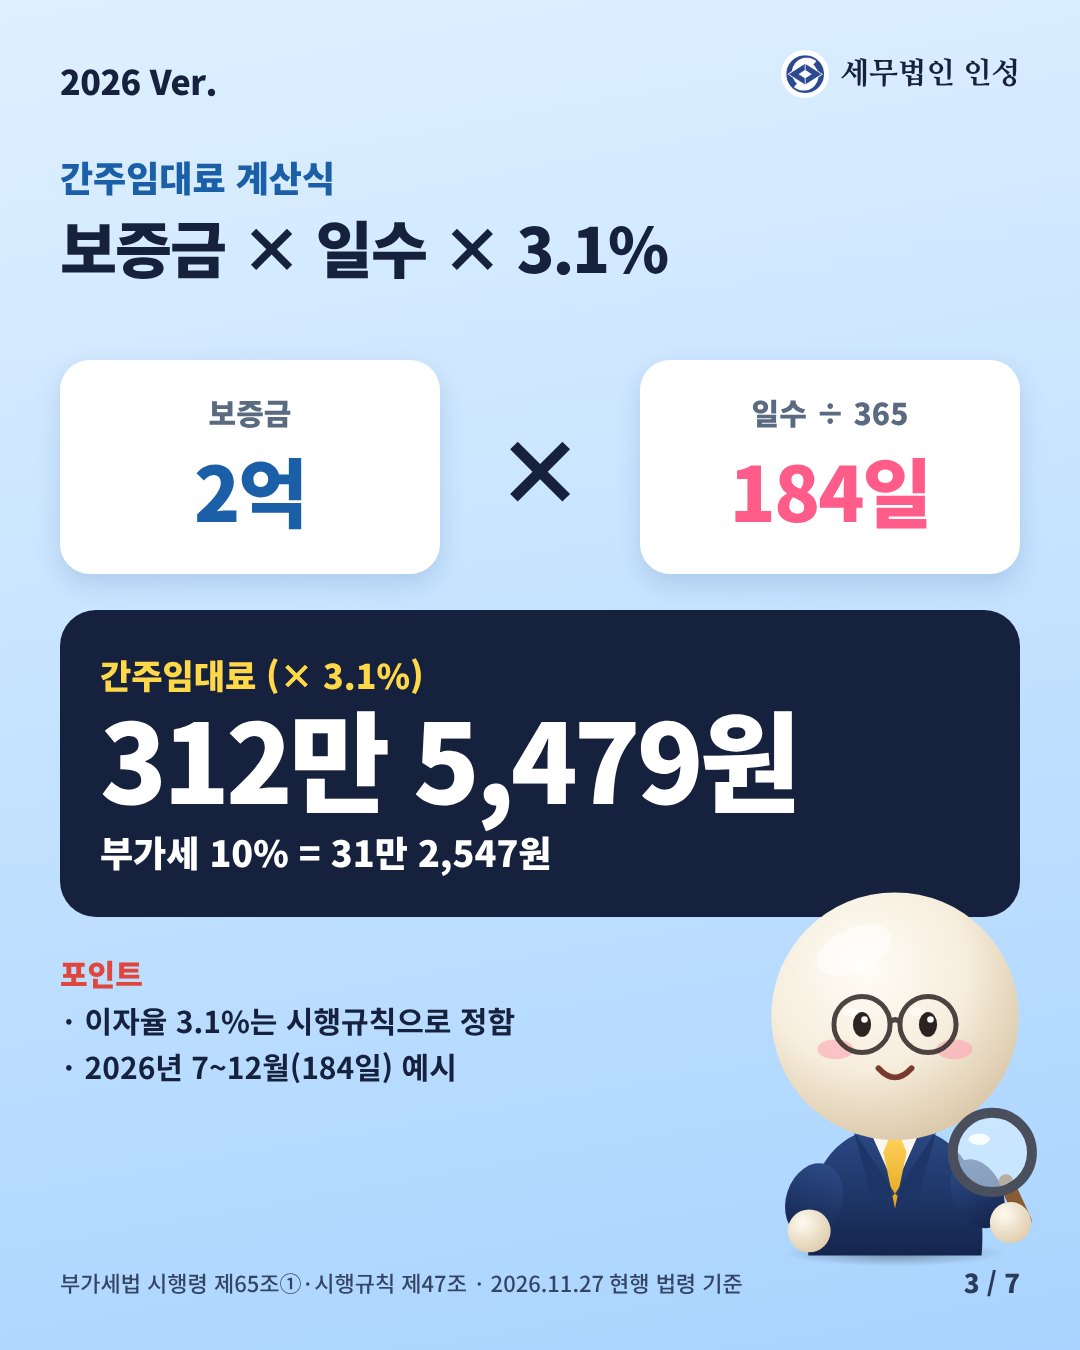 2026 Ver.
세무법인 인성
간주임대료 계산식
보증금 × 일수 × 3.1%
보증금
2억
×
일수 ÷ 365
184일
간주임대료 (× 3.1%)
312만 5,479원
부가세 10% = 31만 2,547원
포인트
· 이자율 3.1%는 시행규칙으로 정함
· 2026년 7~12월(184일) 예시
부가세법 시행령 제65조①·시행규칙 제47조 · 2026.11.27 현행 법령 기준
3 / 7